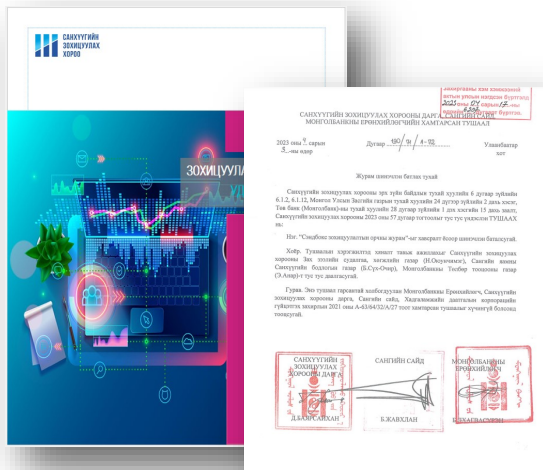 САНХҮҮГИЙН
ЗОХИЦУУЛАХ
ХОРОО
ЗОХИЦУУЛА
САНХҮҮГИЙН ЗОХИЦУУЛАХ ХОРООНЫ ДАРГА, САНГИЙН САЙД,
МОНГОЛБАНКНЫ ЕРӨНХИЙЛӨГЧИЙН ХАМТАРСАН ТУШААЛ
2023 оны сарын
-ны өдөр
Дугаар
Улаанбаатар
хот
Журам шинэчлэн батлах тухай
Санхүүгийн зохицуулах хорооны эрх зүйн байдлын тухай хуулийн 6 дугаар зүйлийн
6.1.2, 6.1.12, Монгол Улсын Засгийн газрын тухай хуулийн 24 дүгээр зүйлийн 2 дахь хэсэг,
Төв банк (Монголбанк)-ны тухай хуулийн 28 дугаар зүйлийн 1 дэх хэсгийн 15 дахь заалт,
Санхүүгийн зохицуулах хорооны 2023 оны 57 дугаар тогтоолыг тус тус үндэслэн ТУШААХ
нь:
Нэг. "Сэндбокс зохицуулалтын орчны журам"-ыг хавсралт ёсоор шинэчлэн баталсугай.
Хоёр. Тушаалын хэрэгжилтэд хяналт тавьж ажиллахыг Санхүүгийн зохицуулах
хорооны Зах зээлийн судалгаа, хөгжлийн газар Сангийн яамны
Санхүүгийн бодлогын газар (Б.Сүх-Очир), Монголбанкны Төлбөр тооцооны газар
(Э.Анар)-т тус тус даалгасугай.
Гурав. Энэ тушаал гарсантай холбогдуулан Монголбанкны Ерөнхийлөгч, Санхүүгийн
зохицуулах хорооны дарга, Сангийн сайд, Хадгаламжийн даатгалын корпорацийн
гүйцэтгэх захирлын 2021 оны А-63/64/32/А/27 тоот хамтарсан тушаалыг хүчингүй болсонд
тооцсугай.
САНХҮҮГИЙН
ЗОХИЦУУЛАХ
ХОРООНЫ ДАРГА
САНГИЙН САЙД
МОНГОЛБАНКНЫ
ЕРӨНХИЙЛӨГЧ
Д.БАЯРСАЙХАН
Б.ЖАВХЛАН
Б.ЛХАГВАСҮРЭН